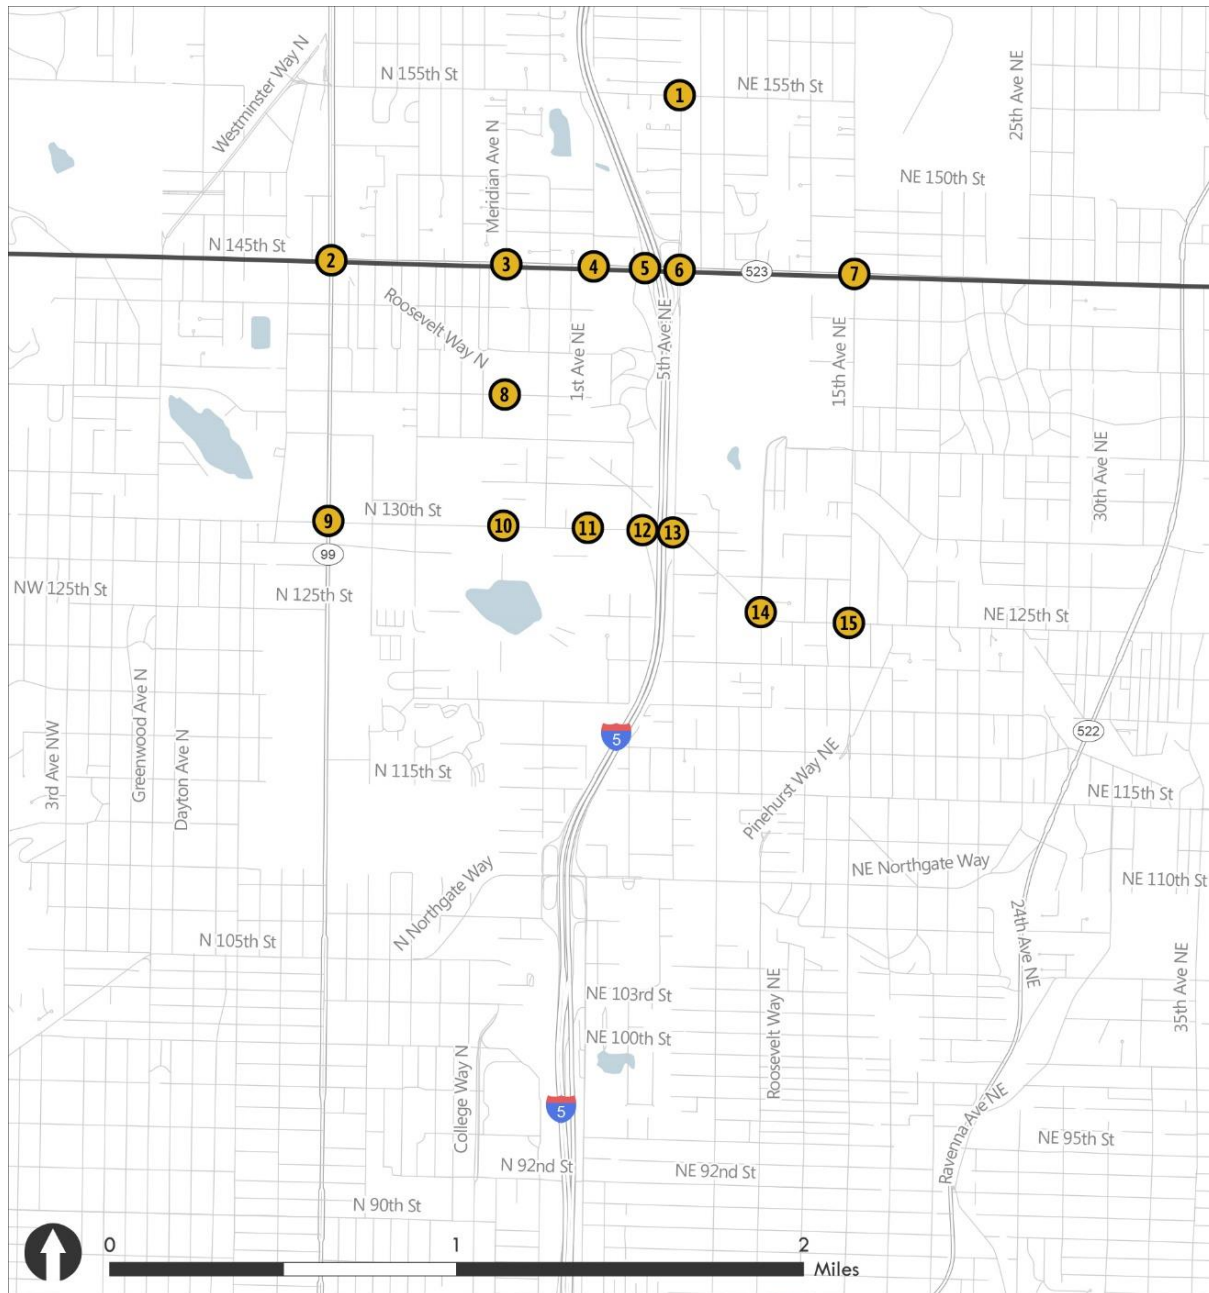 Westminster Way N
N 155th St
1
NE 155th St
25th Ave NE
Meridian Ave N
NE 150th St
N 145th St
2
3
4
5
6
523
7
Roosevelt Way N
1st Ave NE
5th Ave NE
15th Ave NE
8
30th Ave NE
9
N 130th St
10
11
12
13
99
NW 125th St
N 125th St
14
15
NE 125th St
3rd Ave NW
Greenwood Ave N
Dayton Ave N
N 115th St
5
Pinehurst Way NE
522
NE 115th St
N Northgate Way
NE Northgate Way
NE 110th St
N 105th St
24th Ave NE
35th Ave NE
NE 103rd St
NE 100th St
Roosevelt Way NE
College Way N
5
Ravenna Ave NE
NE 95th St
N 92nd St
NE 92nd St
N 90th St
0
1
2
Miles